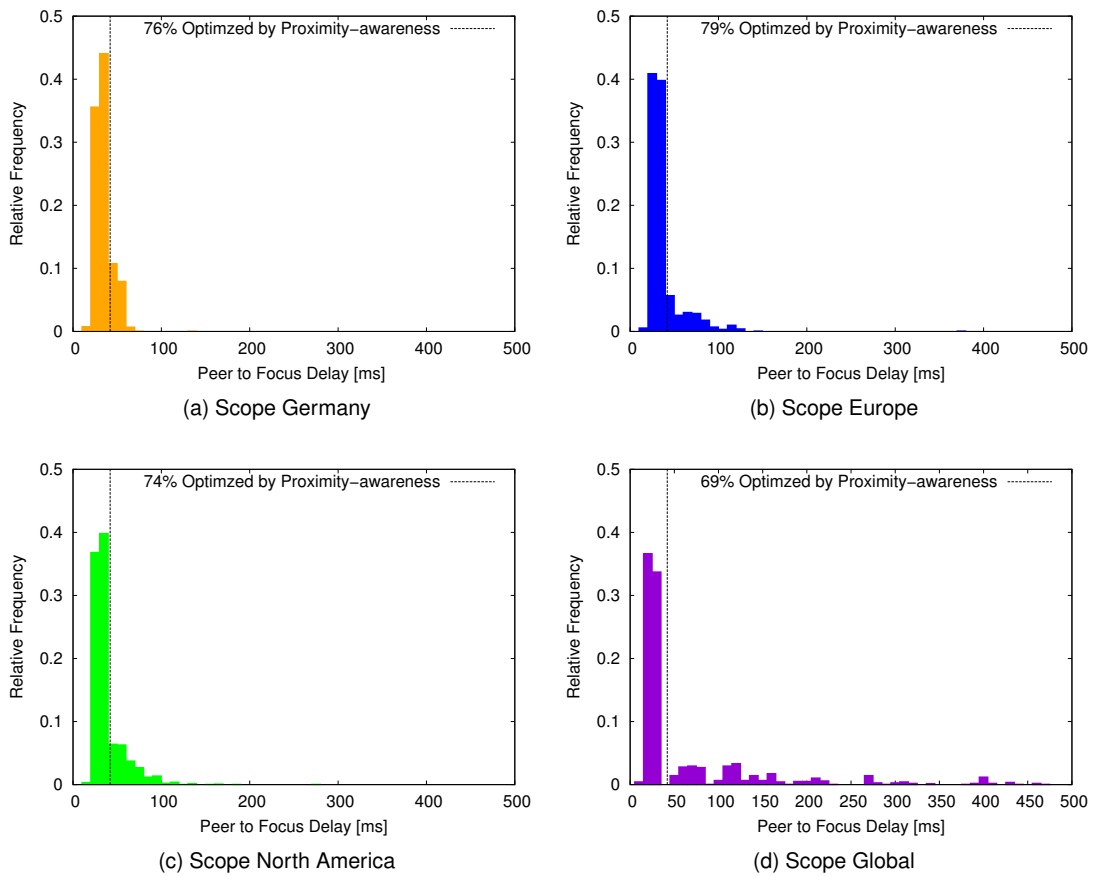 76% Optimzed by Proximity-awareness
0.5
0.4
0.3
0.2
0.1
0
Relative Frequency
0 100 200 300 400 500
Peer to Focus Delay [ms]
(a) Scope Germany
79% Optimzed by Proximity-awareness
0.5
0.4
0.3
0.2
0.1
0
Relative Frequency
0 100 200 300 400 500
Peer to Focus Delay [ms]
(b) Scope Europe
74% Optimzed by Proximity-awareness
0.5
0.4
0.3
0.2
0.1
0
Relative Frequency
0 100 200 300 400 500
Peer to Focus Delay [ms]
(c) Scope North America
69% Optimzed by Proximity-awareness
0.5
0.4
0.3
0.2
0.1
0
Relative Frequency
0 50 100 150 200 250 300 350 400 450 500
Peer to Focus Delay [ms]
(d) Scope Global